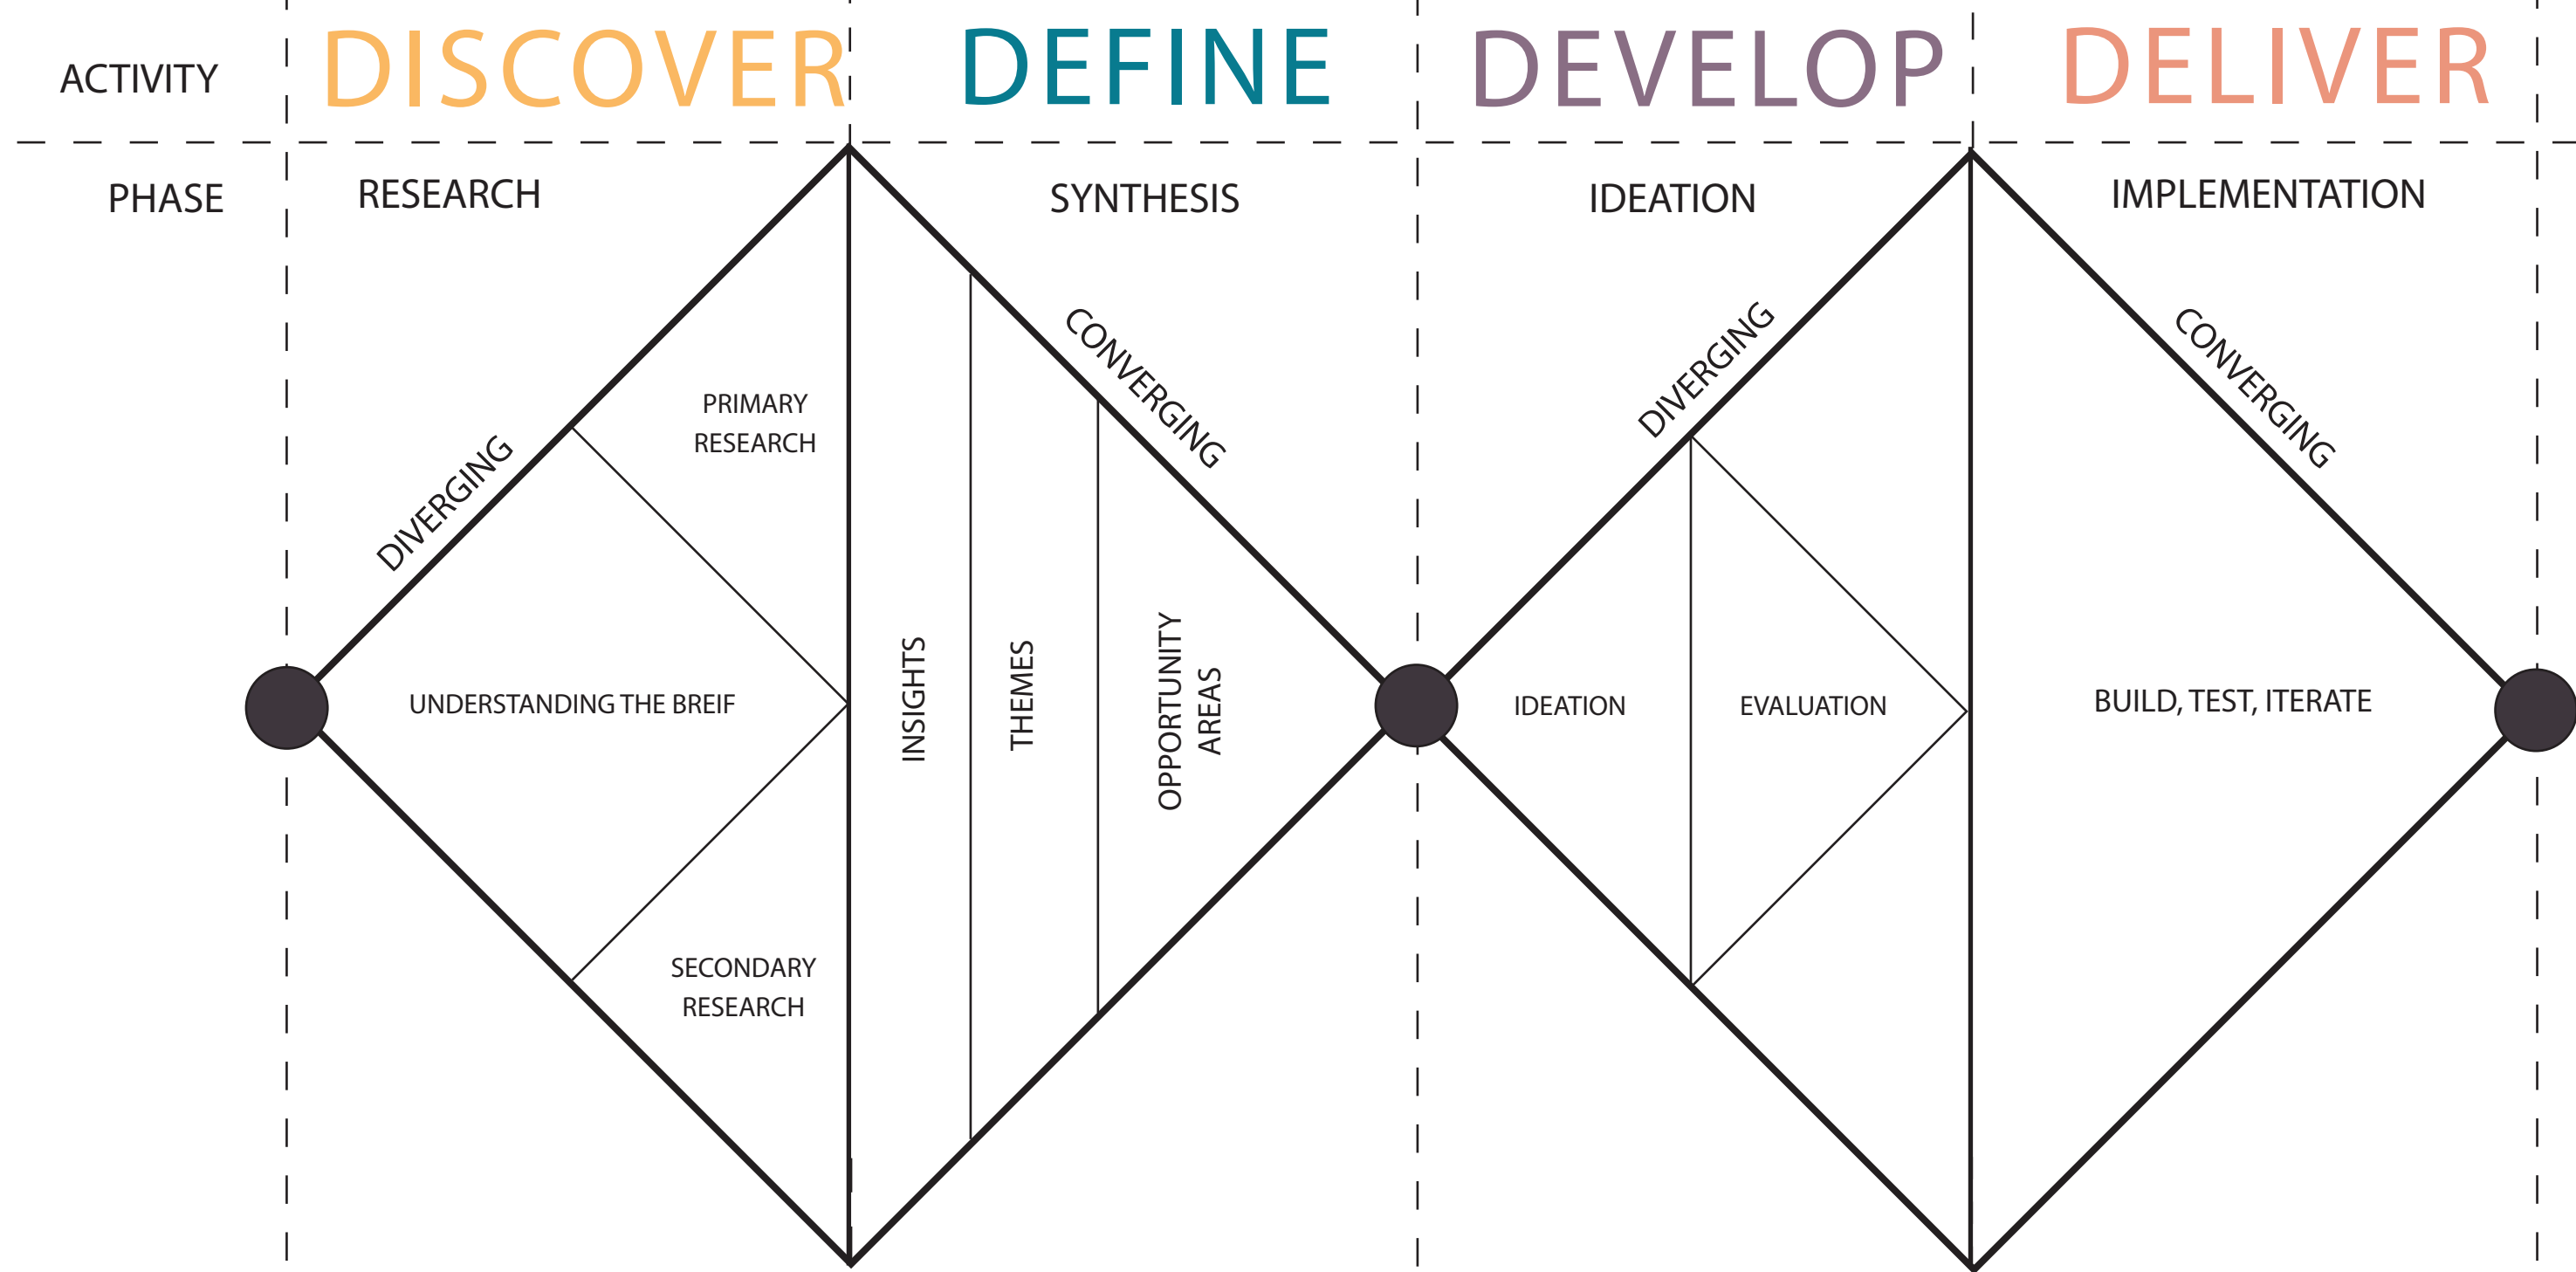 ACTIVITY
DISCOVER
DEFINE
DEVELOP
DELIVER
PHASE
RESEARCH
SYNTHESIS
IDEATION
IMPLEMENTATION
DIVERGING
PRIMARY
RESEARCH
UNDERSTANDING THE BREIF
SECONDARY
RESEARCH
CONVERGING
INSIGHTS
THEMES
OPPORTUNITY
AREAS
DIVERGING
IDEATION
EVALUATION
CONVERGING
BUILD, TEST, ITERATE